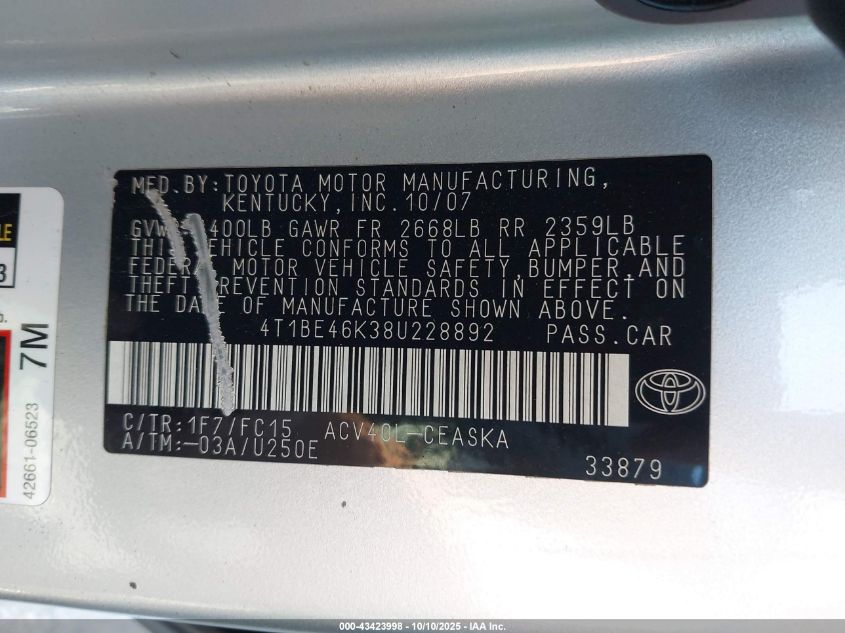 MFD.BY: TOYOTA MOTOR MANUFACTURING,
KENTUCKY, INC. 10/07
400LB GAWR FR 2668LB RR 2359LB
THIS VEHICLE CONFORMS TO ALL APPLICABLE
FEDERAL MOTOR VEHICLE SAFETY, BUMPER, AND
THEFT PREVENTION STANDARDS IN EFFECT ON
THE DATE OF MANUFACTURE SHOWN ABOVE.
4T1BE46K38U228892 PASS.CAR
C/TR: 1F7/FC15 ACV40L-CEASKA
A/TM:-03A/U250E
33879
7M
42661-06523
000-43423998 - 10/10/2025 - IAA Inc.